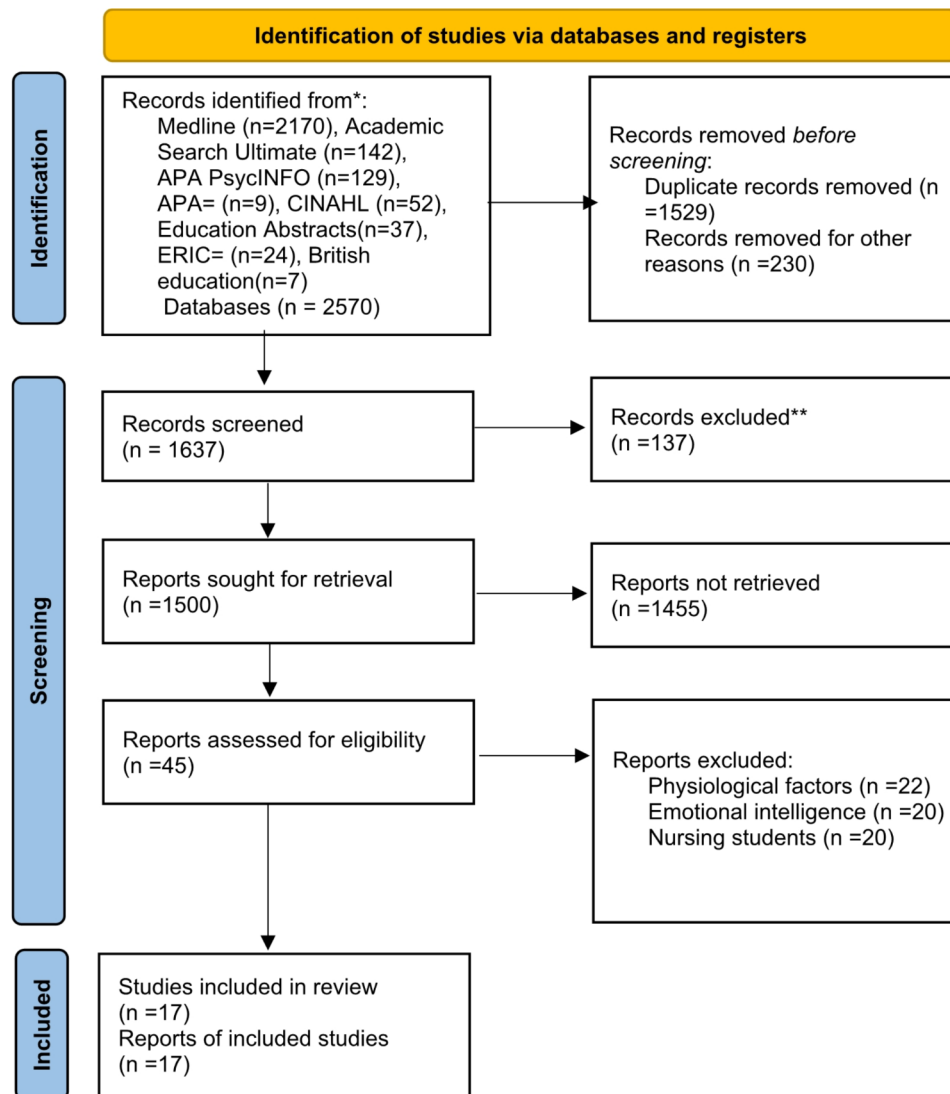 Identification of studies via databases and registers
Identification
Records identified from*:
Medline (n=2170), Academic
Search Ultimate (n=142),
APA PsycINFO (n=129),
APA= (n=9), CINAHL (n=52),
Education Abstracts(n=37),
ERIC= (n=24), British
education(n=7)
Databases (n = 2570)
Records removed before
screening:
Duplicate records removed (n
=1529)
Records removed for other
reasons (n =230)
Screening
Records screened
(n = 1637)
Records excluded**
(n =137)
Reports sought for retrieval
(n =1500)
Reports not retrieved
(n =1455)
Reports assessed for eligibility
(n =45)
Reports excluded:
Physiological factors (n =22)
Emotional intelligence (n =20)
Nursing students (n =20)
Included
Studies included in review
(n =17)
Reports of included studies
(n =17)